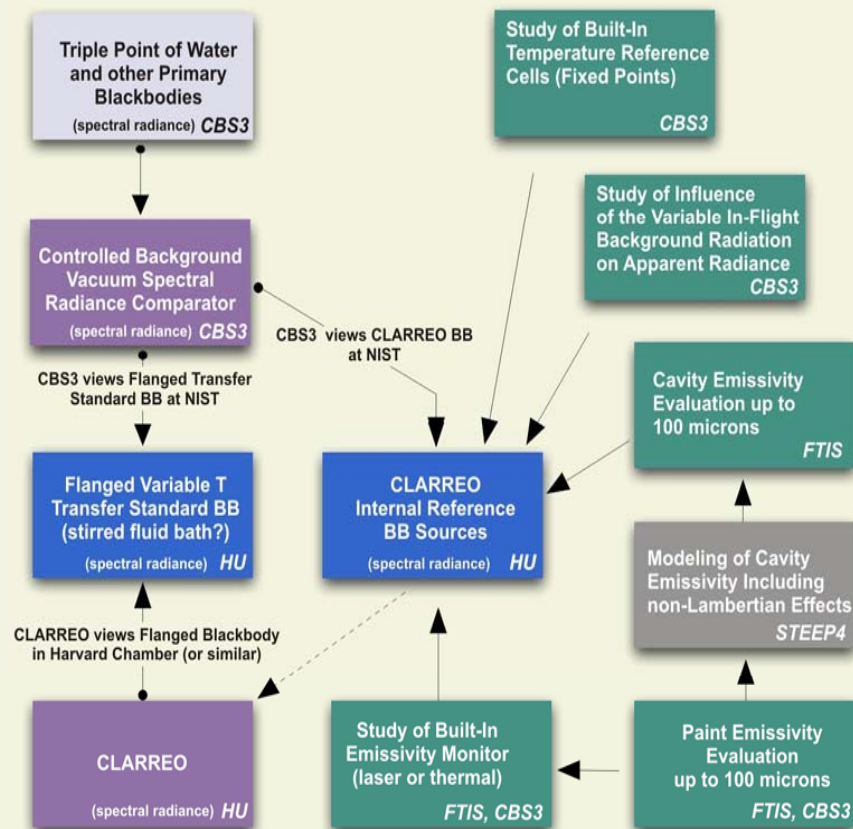 Triple Point of Water
and other Primary
Blackbodies
(spectral radiance) CBS3
Study of Built-In
Temperature Reference
Cells (Fixed Points)
CBS3
Study of Influence
of the Variable In-Flight
Background Radiation
on Apparent Radiance
CBS3
Controlled Background
Vacuum Spectral
Radiance Comparator
(spectral radiance) CBS3
CBS3 views CLARREO BB
at NIST
CBS3 views Flanged Transfer
Standard BB at NIST
Cavity Emissivity
Evaluation up to
100 microns
FTIS
Flanged Variable T
Transfer Standard BB
(stirred fluid bath?)
(spectral radiance) HU
CLARREO
Internal Reference
BB Sources
(spectral radiance) HU
Modeling of Cavity
Emissivity Including
non-Lambertian Effects
STEEP4
CLARREO views Flanged Blackbody
in Harvard Chamber (or similar)
CLARREO
(spectral radiance) HU
Study of Built-In
Emissivity Monitor
(laser or thermal)
FTIS, CBS3
Paint Emissivity
Evaluation
up to 100 microns
FTIS, CBS3